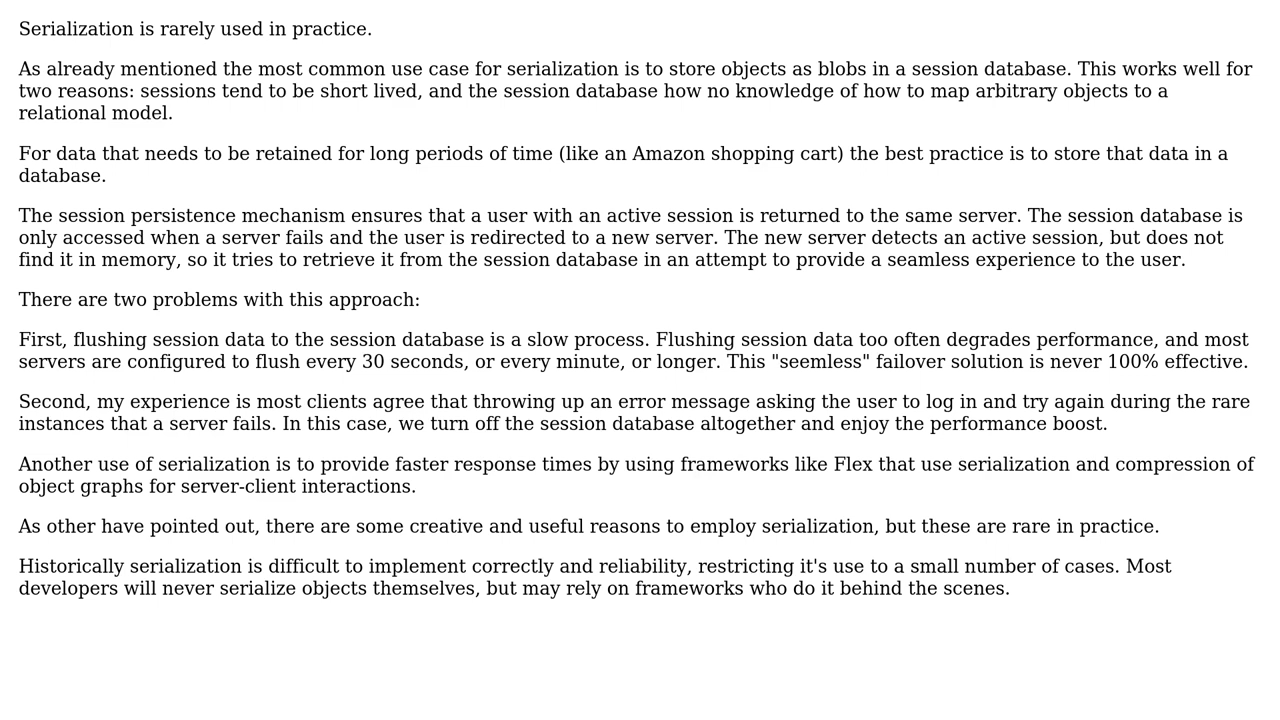 Serialization is rarely used in practice.
As already mentioned the most common use case for serialization is to store objects as blobs in a session database. This works well for
two reasons: sessions tend to be short lived, and the session database how no knowledge of how to map arbitrary objects to a
relational model.
For data that needs to be retained for long periods of time (like an Amazon shopping cart) the best practice is to store that data in a
database.
The session persistence mechanism ensures that a user with an active session is returned to the same server. The session database is
only accessed when a server fails and the user is redirected to a new server. The new server detects an active session, but does not
find it in memory, so it tries to retrieve it from the session database in an attempt to provide a seamless experience to the user.
There are two problems with this approach:
First, flushing session data to the session database is a slow process. Flushing session data too often degrades performance, and most
servers are configured to flush every 30 seconds, or every minute, or longer. This "seemless" failover solution is never 100% effective.
Second, my experience is most clients agree that throwing up an error message asking the user to log in and try again during the rare
instances that a server fails. In this case, we turn off the session database altogether and enjoy the performance boost.
Another use of serialization is to provide faster response times by using frameworks like Flex that use serialization and compression of
object graphs for server-client interactions.
As other have pointed out, there are some creative and useful reasons to employ serialization, but these are rare in practice.
Historically serialization is difficult to implement correctly and reliability, restricting it's use to a small number of cases. Most
developers will never serialize objects themselves, but may rely on frameworks who do it behind the scenes.